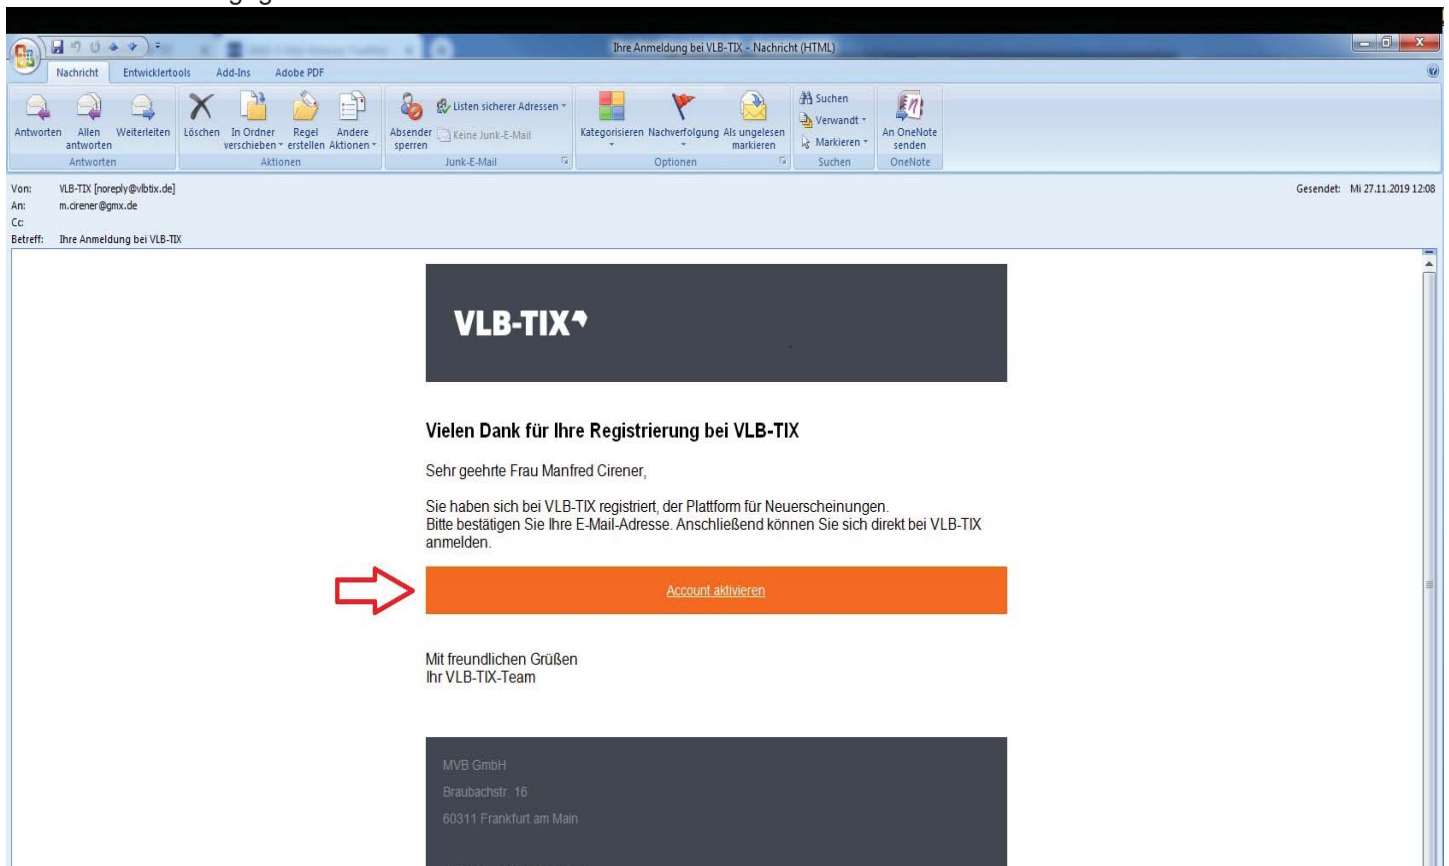 Ihre Anmeldung bei VLB-TIX - Nachricht (HTML)
Nachricht Entwicklertools Add-Ins Adobe PDF
Antworten Allen antworten Weiterleiten Löschen In Ordner verschieben Regel erstellen Andere Aktionen Absender sperren Listen sicherer Adressen Keine Junk-E-Mail Kategorisieren Nachverfolgung Als ungelesen markieren Suchen Verwandt Markieren An OneNote senden
Antworten Aktionen Junk-E-Mail Optionen Suchen OneNote
Von: VLB-TIX [noreply@vlbtix.de] Gesendet: Mi 27.11.2019 12:08
An: m.cirener@gmx.de
Cc:
Betreff: Ihre Anmeldung bei VLB-TIX
VLB-TIX
Vielen Dank für Ihre Registrierung bei VLB-TIX
Sehr geehrte Frau Manfred Cirener,
Sie haben sich bei VLB-TIX registriert, der Plattform für Neuerscheinungen.
Bitte bestätigen Sie Ihre E-Mail-Adresse. Anschließend können Sie sich direkt bei VLB-TIX
anmelden.
Account aktivieren
Mit freundlichen Grüßen
Ihr VLB-TIX-Team
MVB GmbH
Braubachstr. 16
60311 Frankfurt am Main